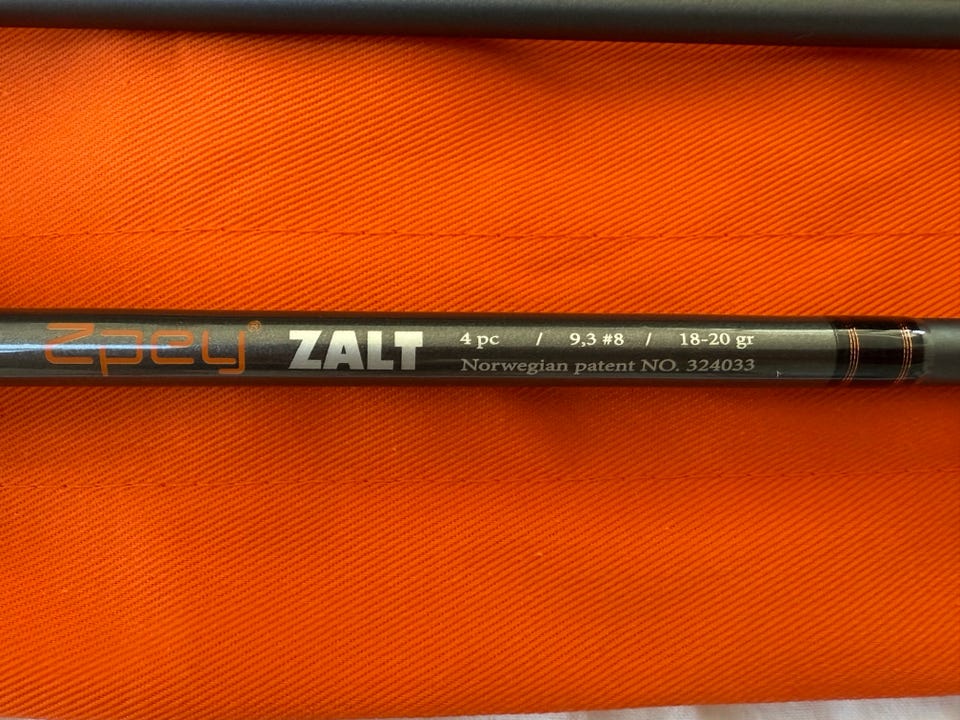 Zpey® ZALT 4 pc / 9,3 #8 / 18-20 gr
Norwegian patent NO. 324033